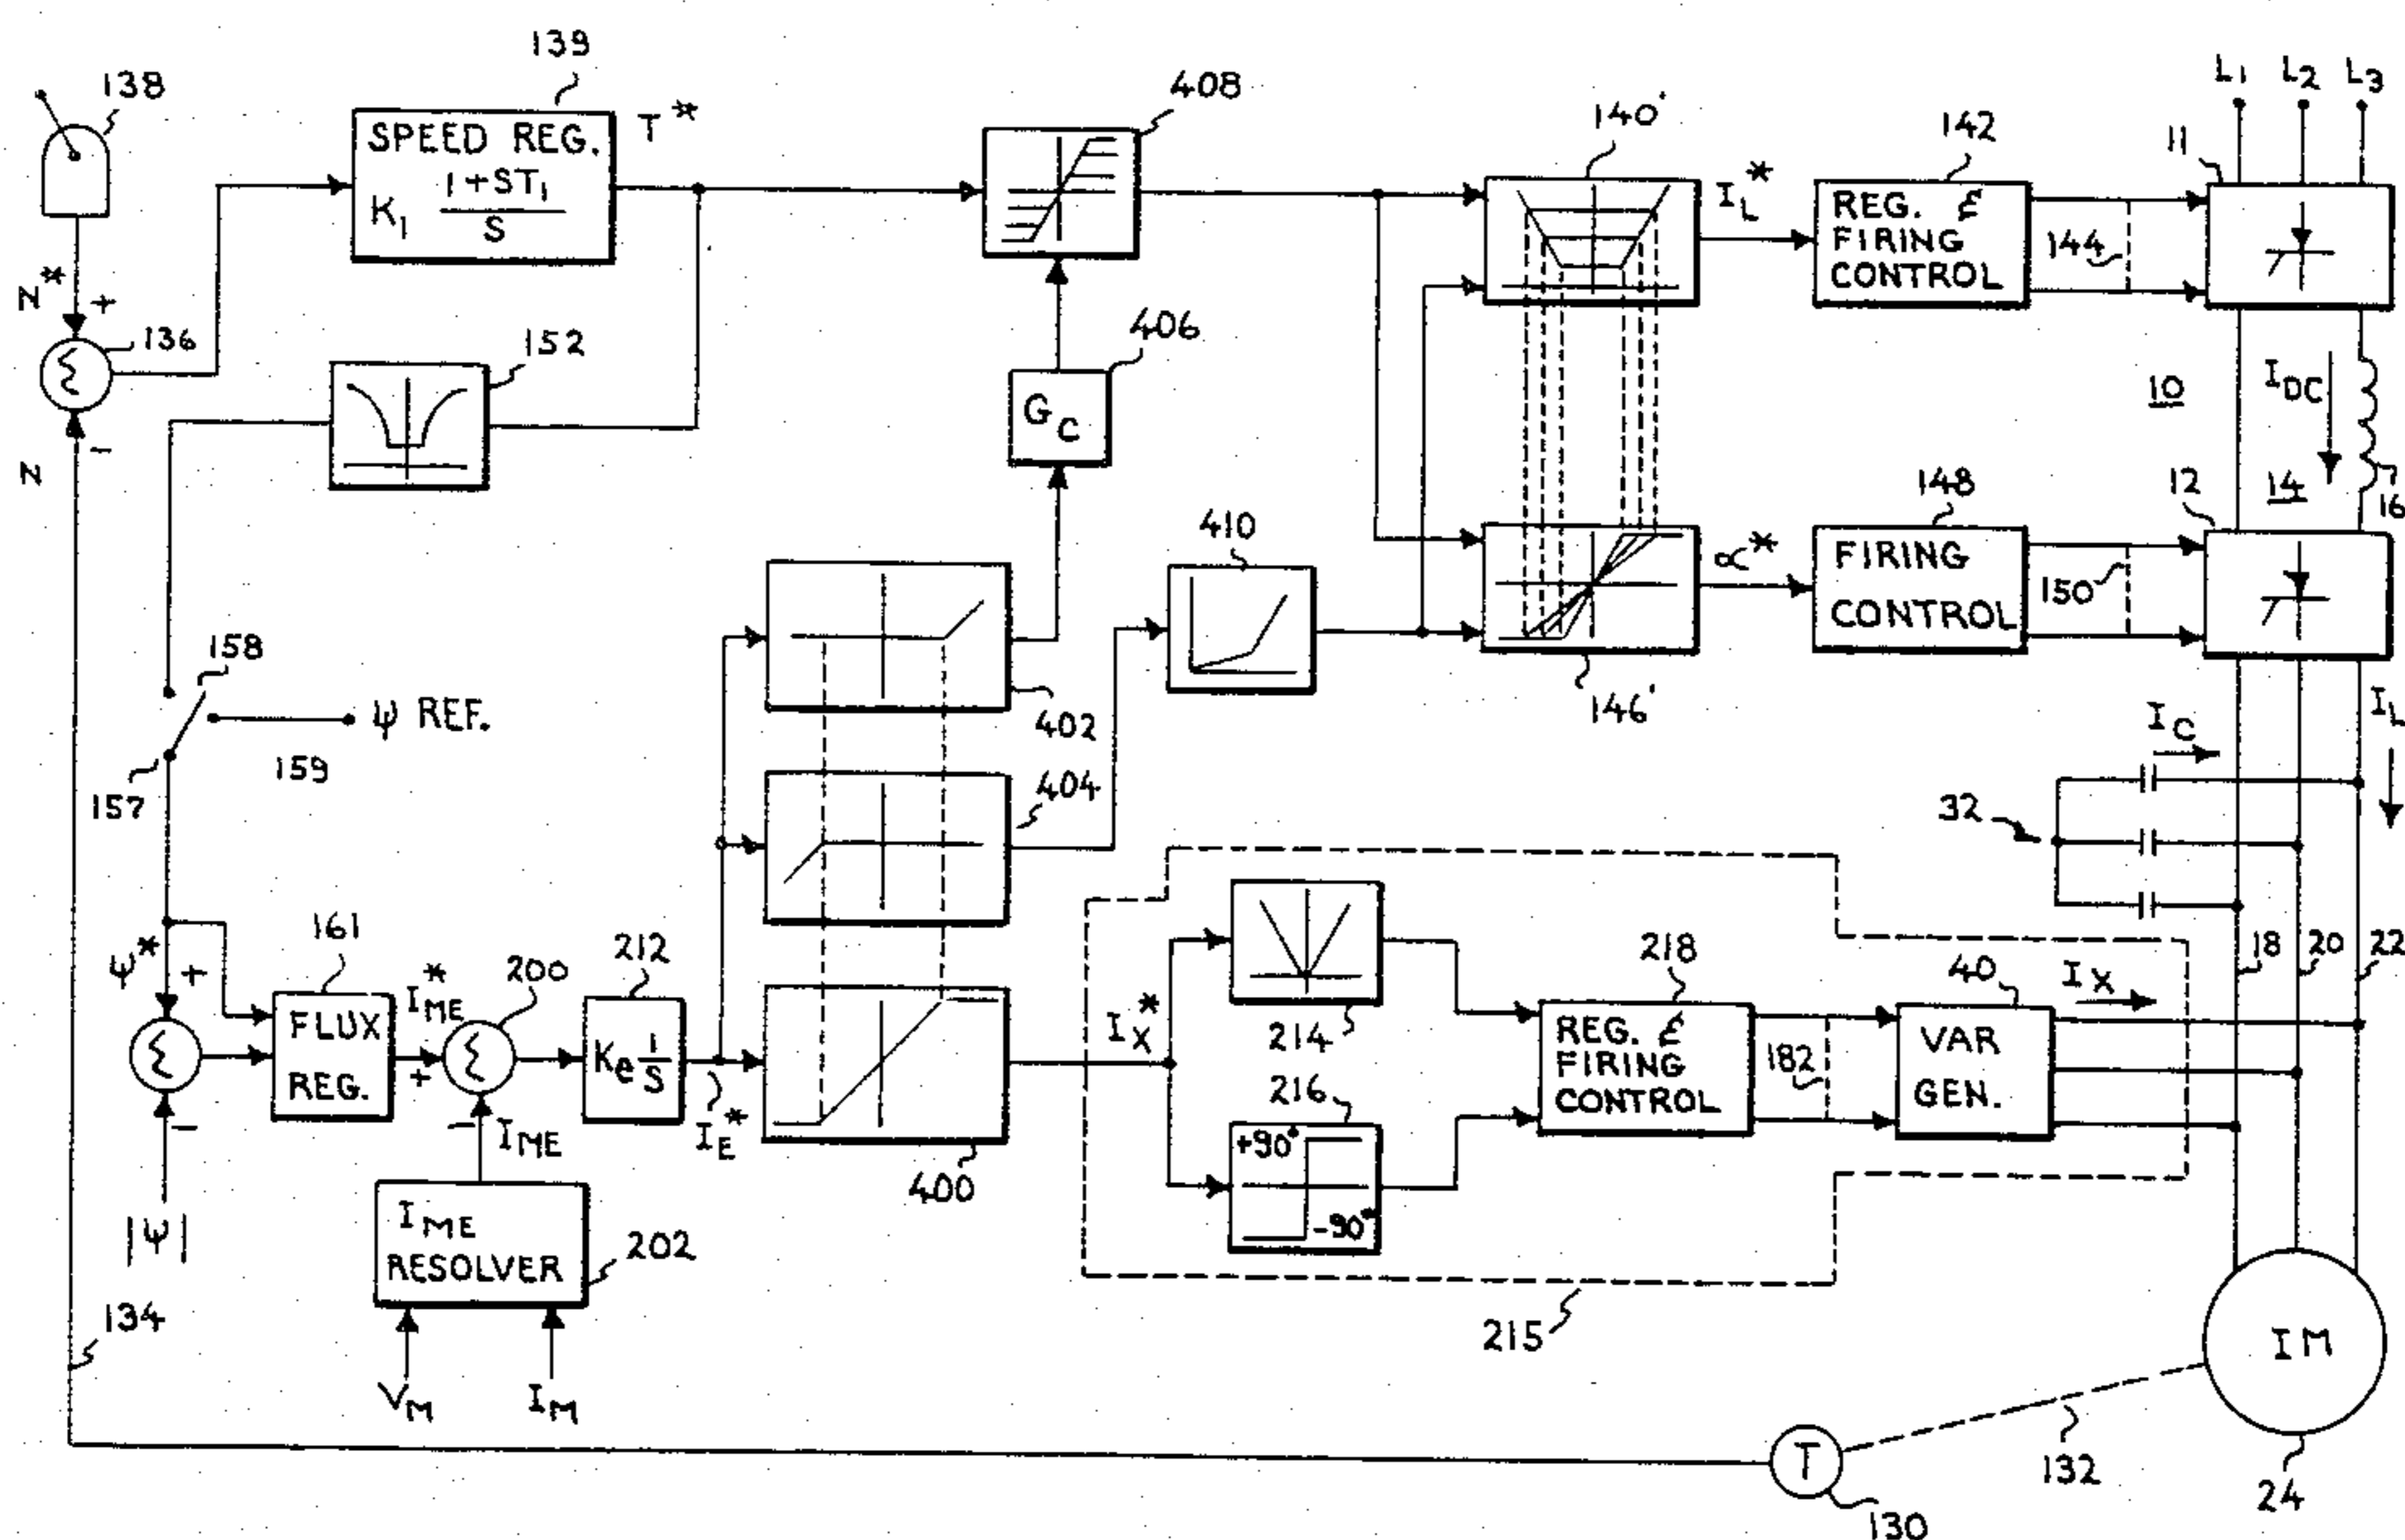 139
138
SPEED REG.
K1 1+ST1
S
T*
408
140'
I L *
142
REG. &
FIRING
CONTROL
144
11
L1 L2 L3
N*
+
Σ
136
152
-
N
406
GC
10
IDC
14
16
12
410
148
FIRING
CONTROL
α*
150
146'
158
ψ REF.
159
157
402
404
IC
IL
32
ψ*
+
161
FLUX
REG.
I ME *
+
200
Σ
212
Ke 1
S
Σ
-
|ψ|
- IME
I E *
400
I X *
214
216
+90°
-90°
218
REG. &
FIRING
CONTROL
182
40
VAR
GEN.
IX
18
20
22
IME
RESOLVER
202
VM
IM
134
215
IM
T
130
132
24